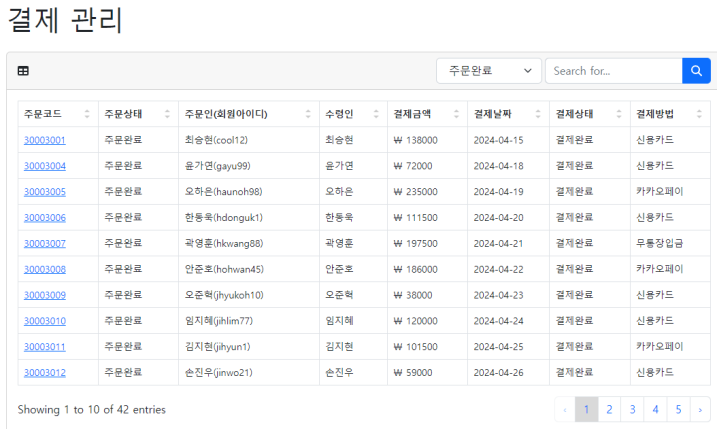 결제 관리
주문완료 Search for...
주문코드 주문상태 주문인(회원아이디) 수령인 결제금액 결제날짜 결제상태 결제방법
30003001 주문완료 최승현(cool12) 최승현 ₩ 138000 2024-04-15 결제완료 신용카드
30003004 주문완료 윤가연(gayu99) 윤가연 ₩ 72000 2024-04-18 결제완료 신용카드
30003005 주문완료 오하은(haunoh98) 오하은 ₩ 235000 2024-04-19 결제완료 카카오페이
30003006 주문완료 한동욱(hdonguk1) 한동욱 ₩ 111500 2024-04-20 결제완료 신용카드
30003007 주문완료 곽영훈(hkwang88) 곽영훈 ₩ 197500 2024-04-21 결제완료 무통장입금
30003008 주문완료 안준호(hohwan45) 안준호 ₩ 186000 2024-04-22 결제완료 카카오페이
30003009 주문완료 오준혁(jhyukoh10) 오준혁 ₩ 38000 2024-04-23 결제완료 신용카드
30003010 주문완료 임지혜(jihlim77) 임지혜 ₩ 120000 2024-04-24 결제완료 신용카드
30003011 주문완료 김지현(jihyun1) 김지현 ₩ 101500 2024-04-25 결제완료 카카오페이
30003012 주문완료 손진우(jinwo21) 손진우 ₩ 59000 2024-04-26 결제완료 신용카드
Showing 1 to 10 of 42 entries ‹ 1 2 3 4 5 ›